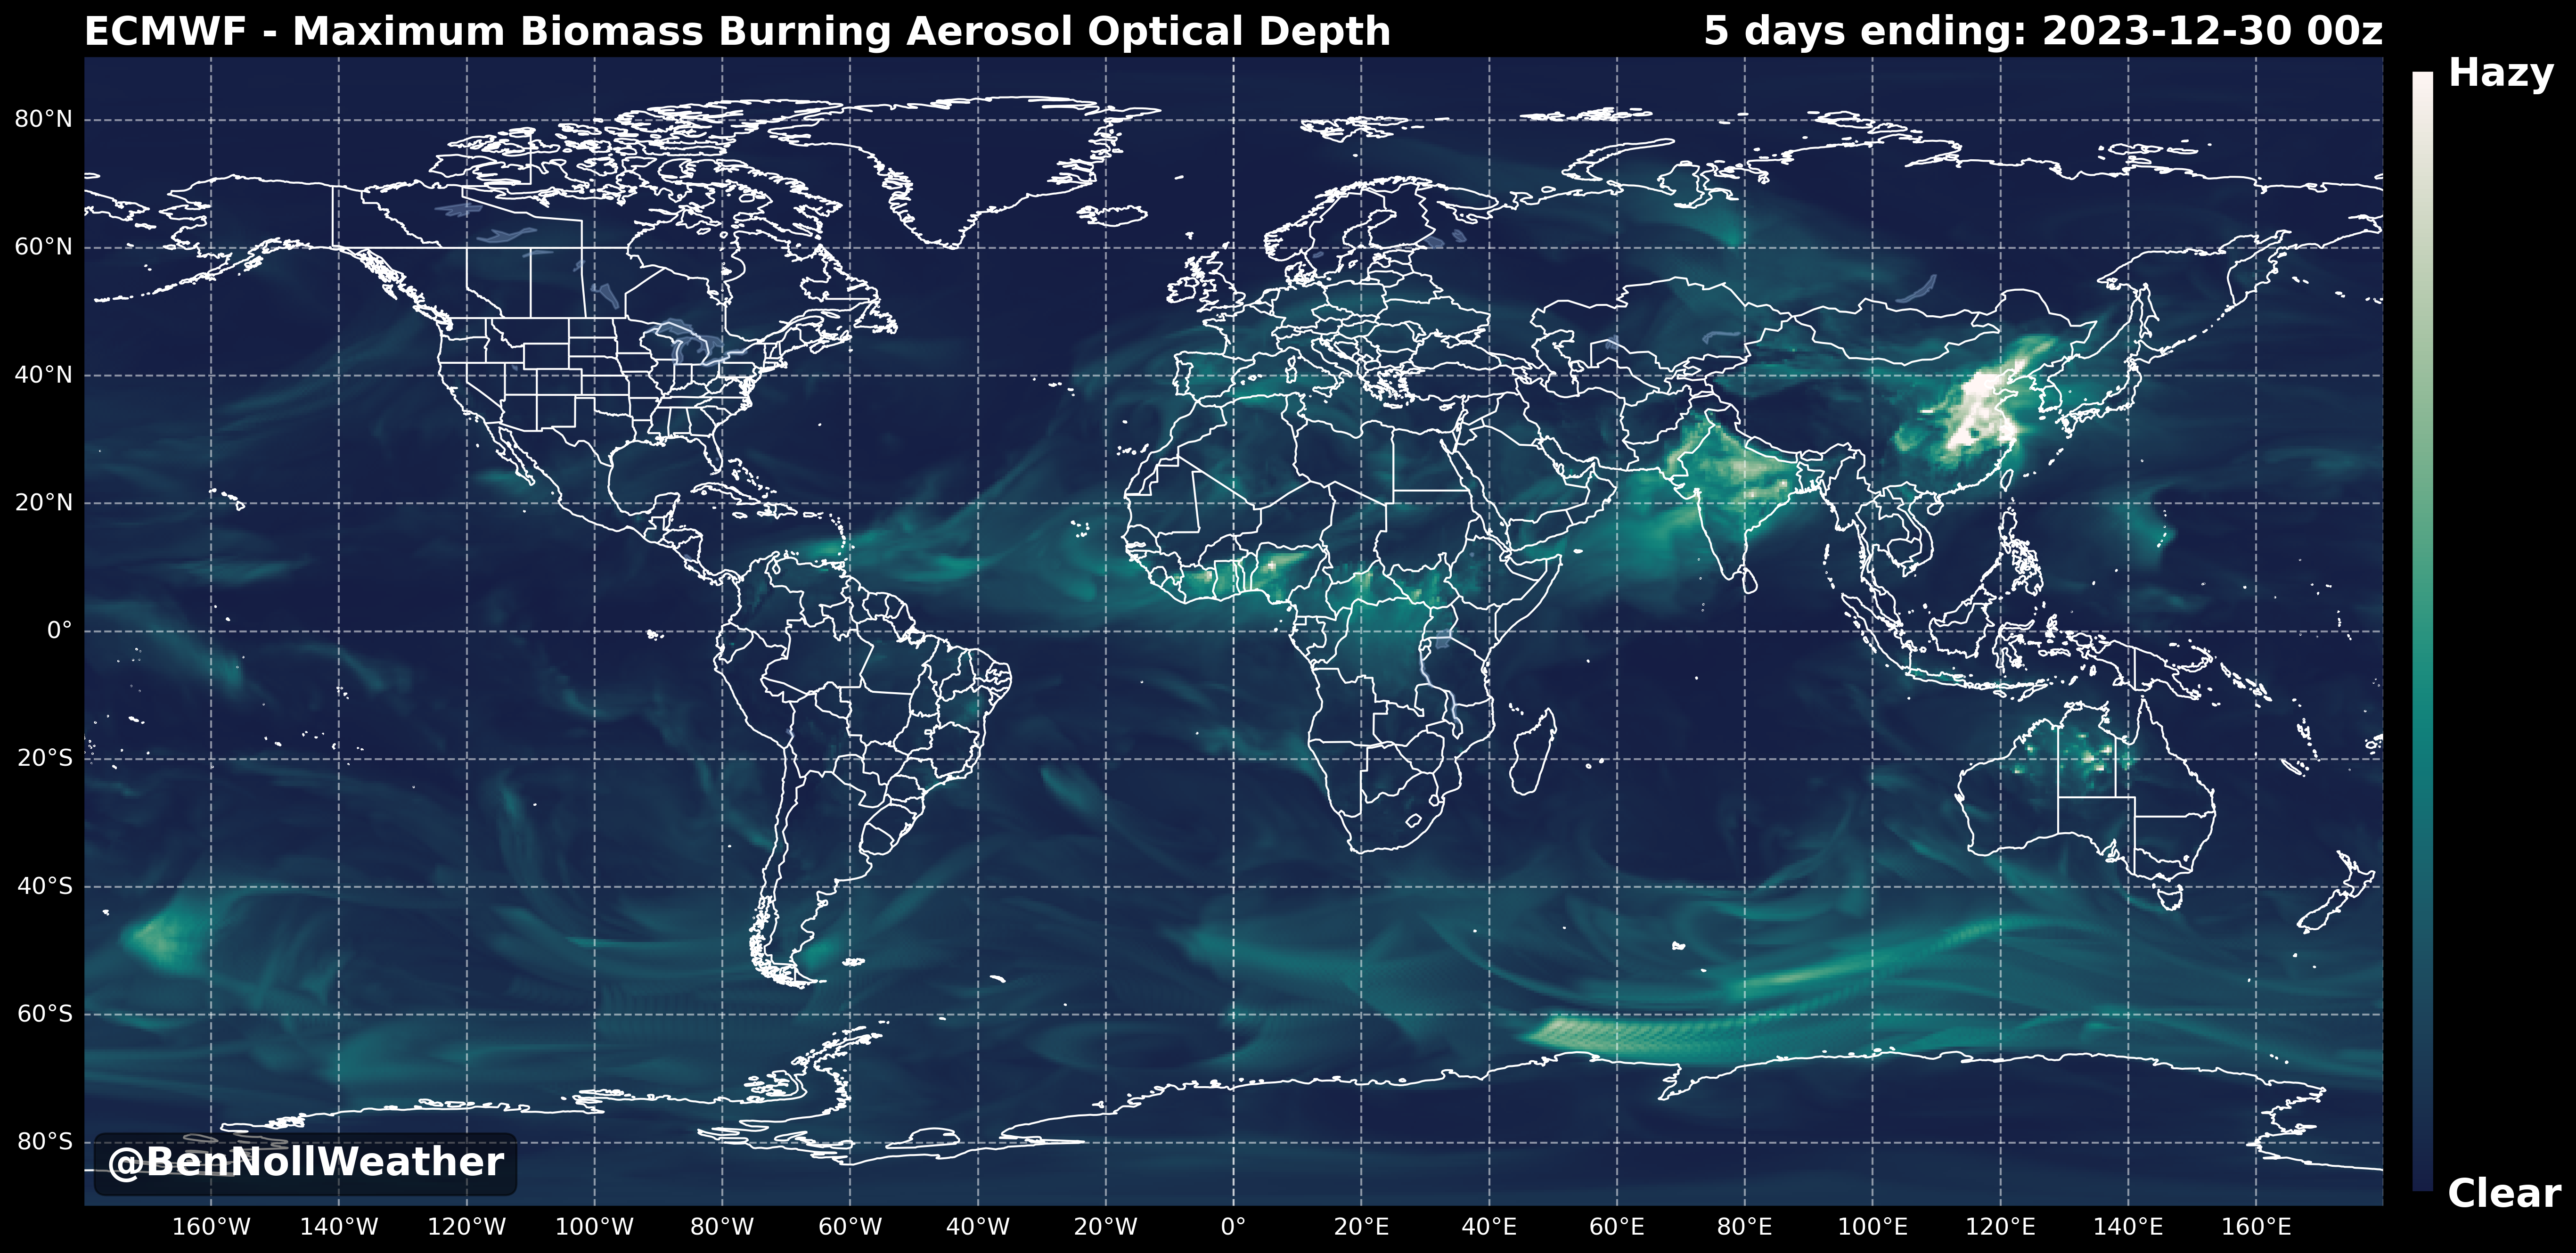 ECMWF - Maximum Biomass Burning Aerosol Optical Depth
5 days ending: 2023-12-30 00z
Hazy
80°N
60°N
40°N
20°N
0°
20°S
40°S
60°S
80°S
@BenNollWeather
Clear
160°W 140°W 120°W 100°W 80°W 60°W 40°W 20°W 0° 20°E 40°E 60°E 80°E 100°E 120°E 140°E 160°E